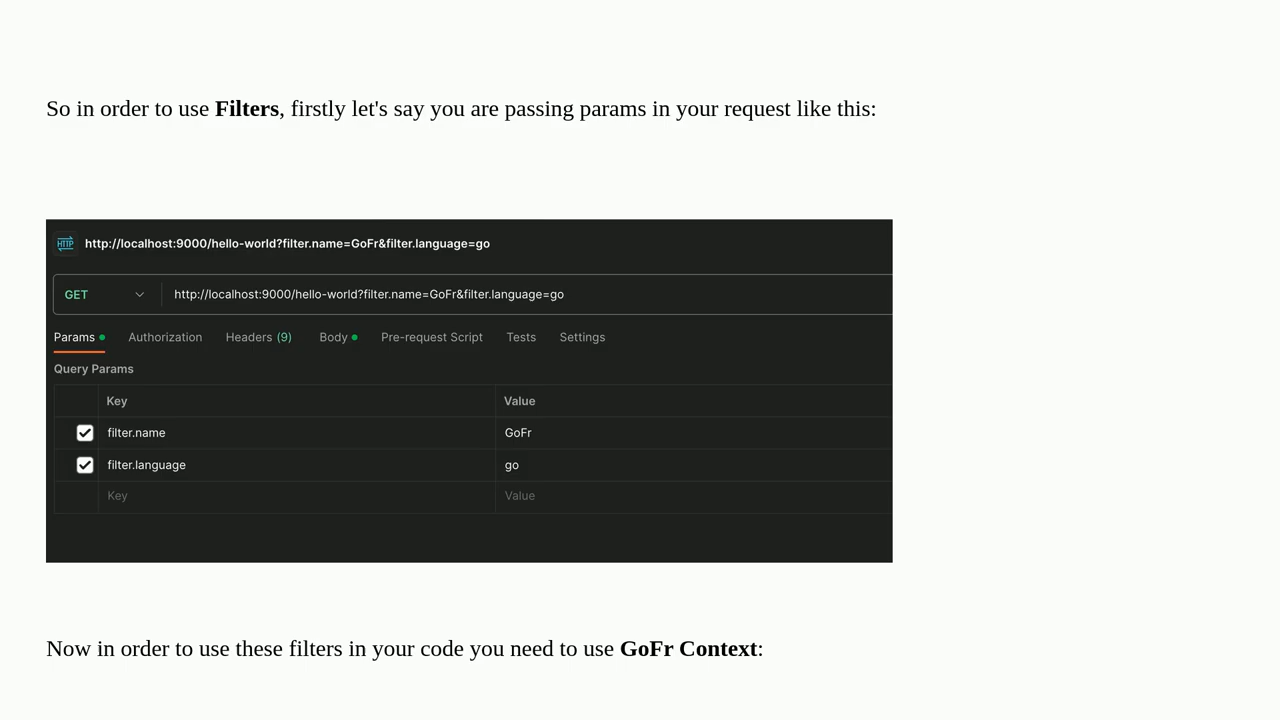 So in order to use Filters, firstly let's say you are passing params in your request like this:
HTTP http://localhost:9000/hello-world?filter.name=GoFr&filter.language=go
GET http://localhost:9000/hello-world?filter.name=GoFr&filter.language=go
Params Authorization Headers (9) Body Pre-request Script Tests Settings
Query Params
Key Value
filter.name GoFr
filter.language go
Key Value
Now in order to use these filters in your code you need to use GoFr Context: